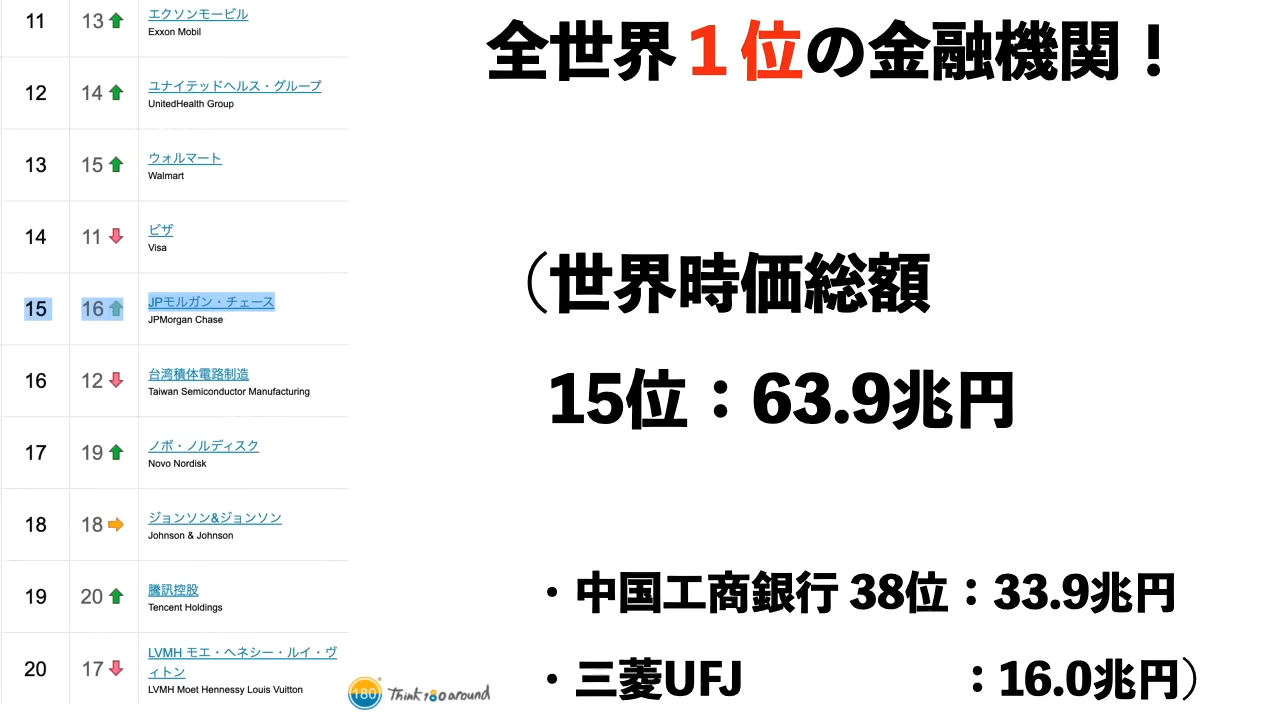 11 13 エクソンモービル
Exxon Mobil
12 14 ユナイテッドヘルス・グループ
UnitedHealth Group
13 15 ウォルマート
Walmart
14 11 ビザ
Visa
15 16 JPモルガン・チェース
JPMorgan Chase
16 12 台湾積体電路制造
Taiwan Semiconductor Manufacturing
17 19 ノボ・ノルディスク
Novo Nordisk
18 18 ジョンソン&ジョンソン
Johnson & Johnson
19 20 騰訊控股
Tencent Holdings
20 17 LVMH モエ・ヘネシー・ルイ・ヴ
ィトン
LVMH Moet Hennessy Louis Vuitton
全世界１位の金融機関！
（世界時価総額
15位：63.9兆円
・中国工商銀行 38位：33.9兆円
・三菱UFJ ：16.0兆円）
180 Think 180 around